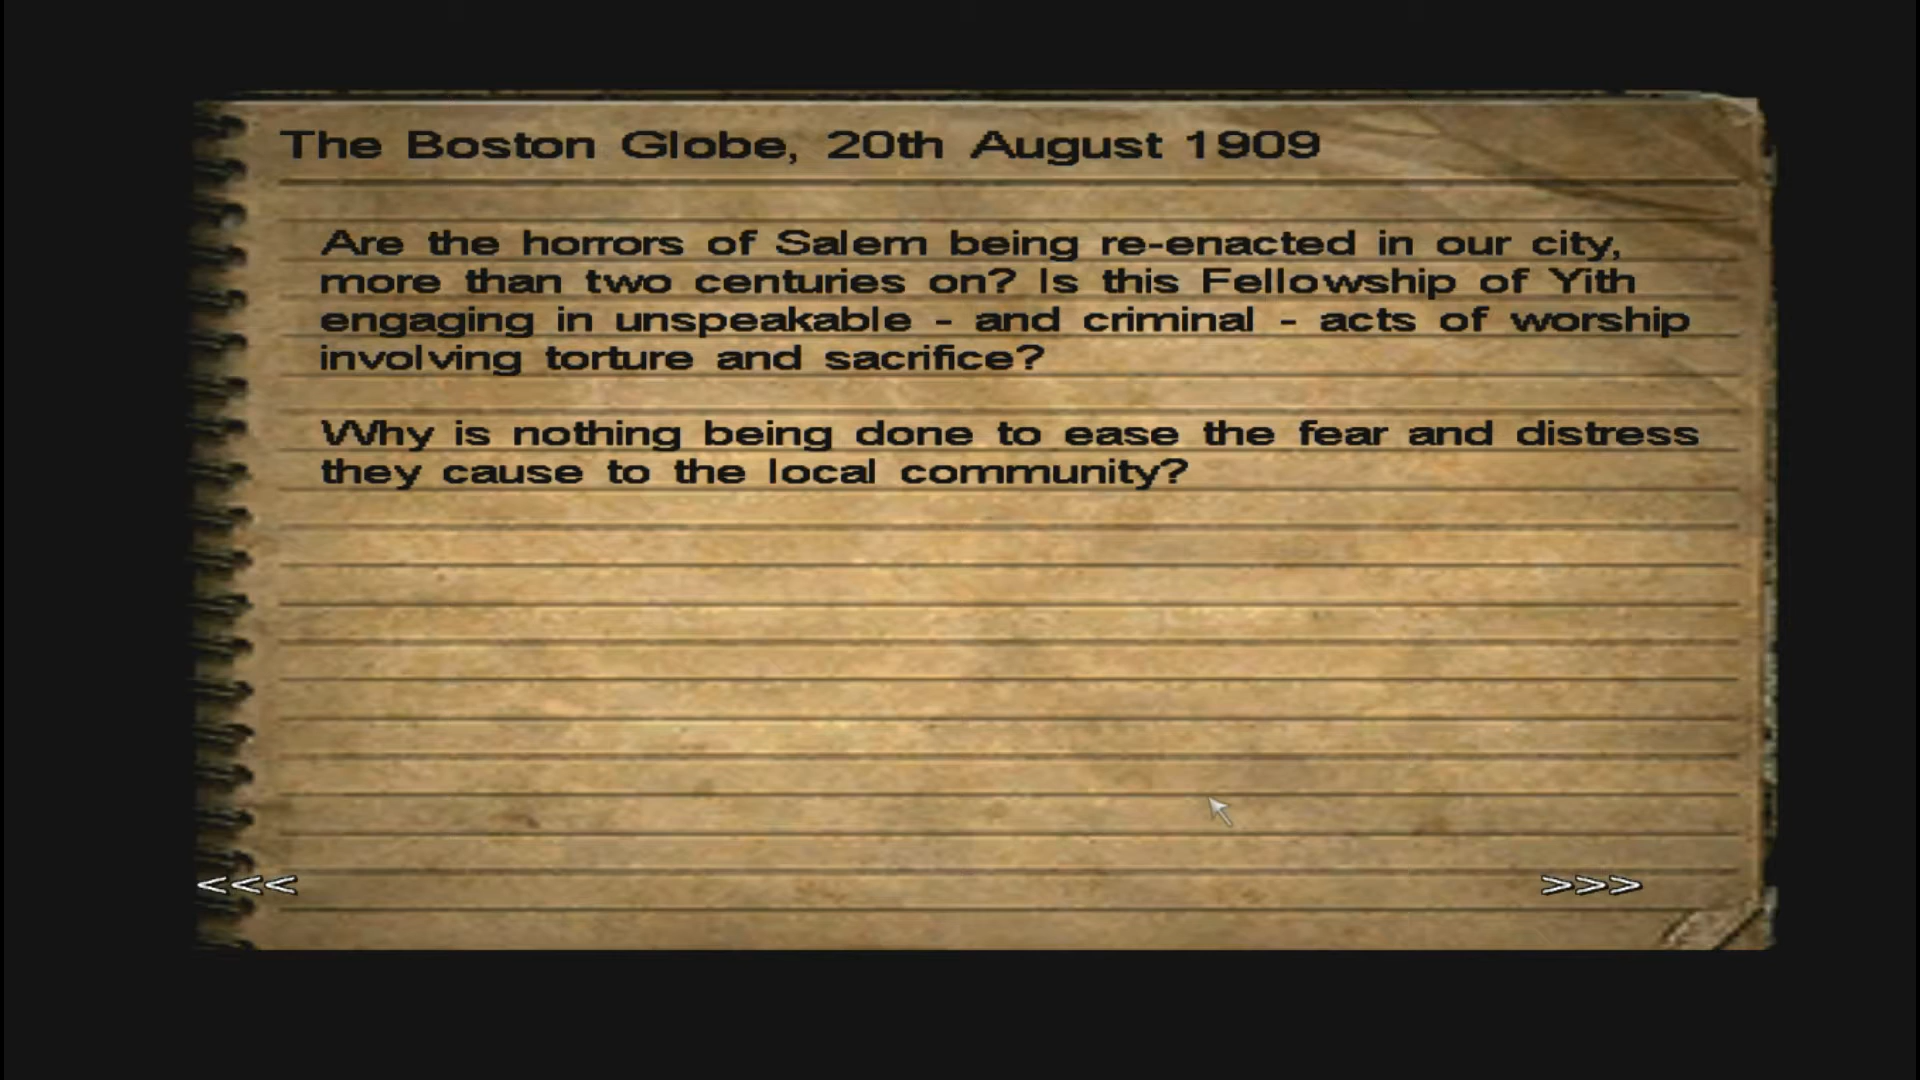 The Boston Globe, 20th August 1909
Are the horrors of Salem being re-enacted in our city,
more than two centuries on? Is this Fellowship of Yith
engaging in unspeakable - and criminal - acts of worship
involving torture and sacrifice?
Why is nothing being done to ease the fear and distress
they cause to the local community?
<<<
>>>